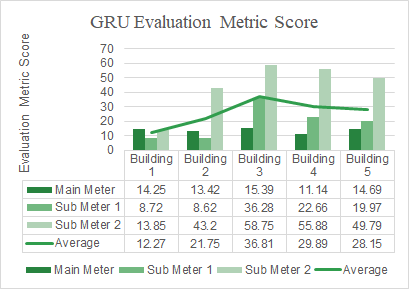 GRU Evaluation Metric Score
Evaluation Metric Score
70
60
50
40
30
20
10
0
Building 1 Building 2 Building 3 Building 4 Building 5
Main Meter 14.25 13.42 15.39 11.14 14.69
Sub Meter 1 8.72 8.62 36.28 22.66 19.97
Sub Meter 2 13.85 43.2 58.75 55.88 49.79
Average 12.27 21.75 36.81 29.89 28.15
Main Meter Sub Meter 1 Sub Meter 2 Average